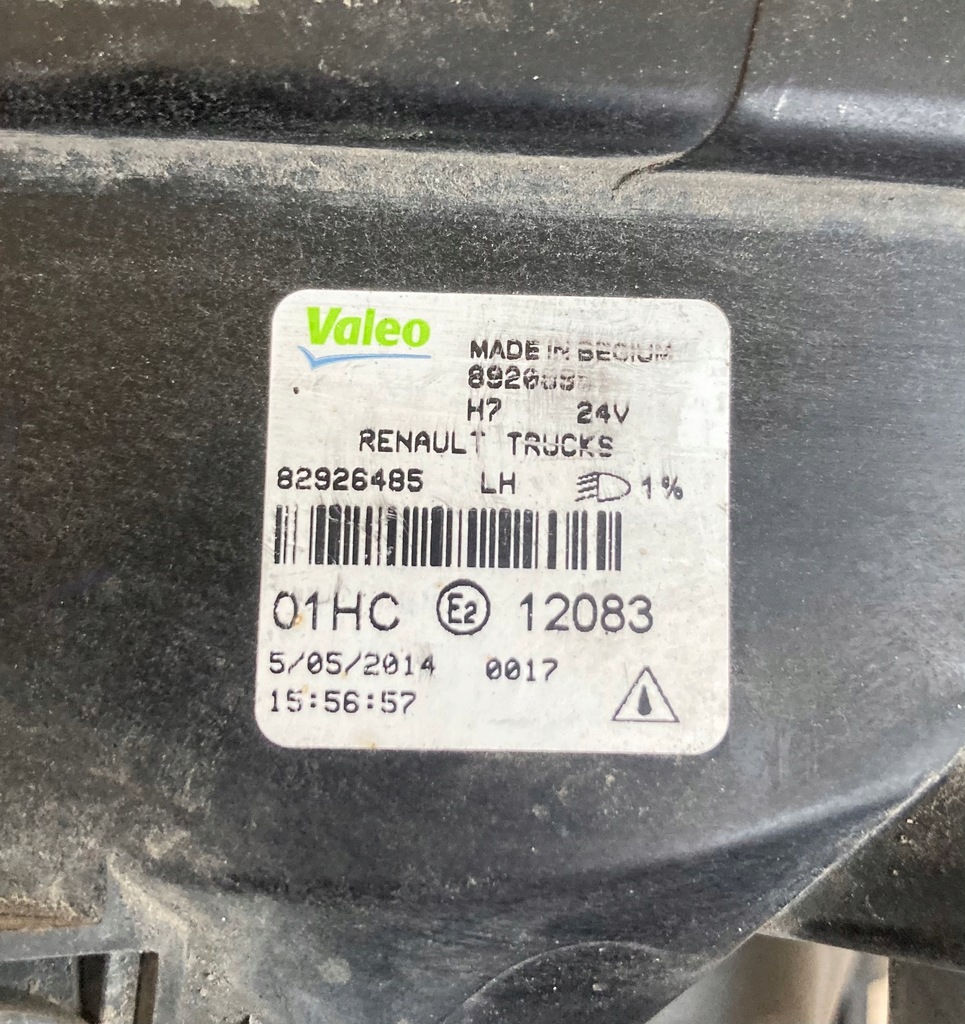 Valeo
MADE IN BEGIUM
H7 24V
RENAULT TRUCKS
82926485 LH 1%
01HC E2 12083
5/05/2014 0017
15:56:57